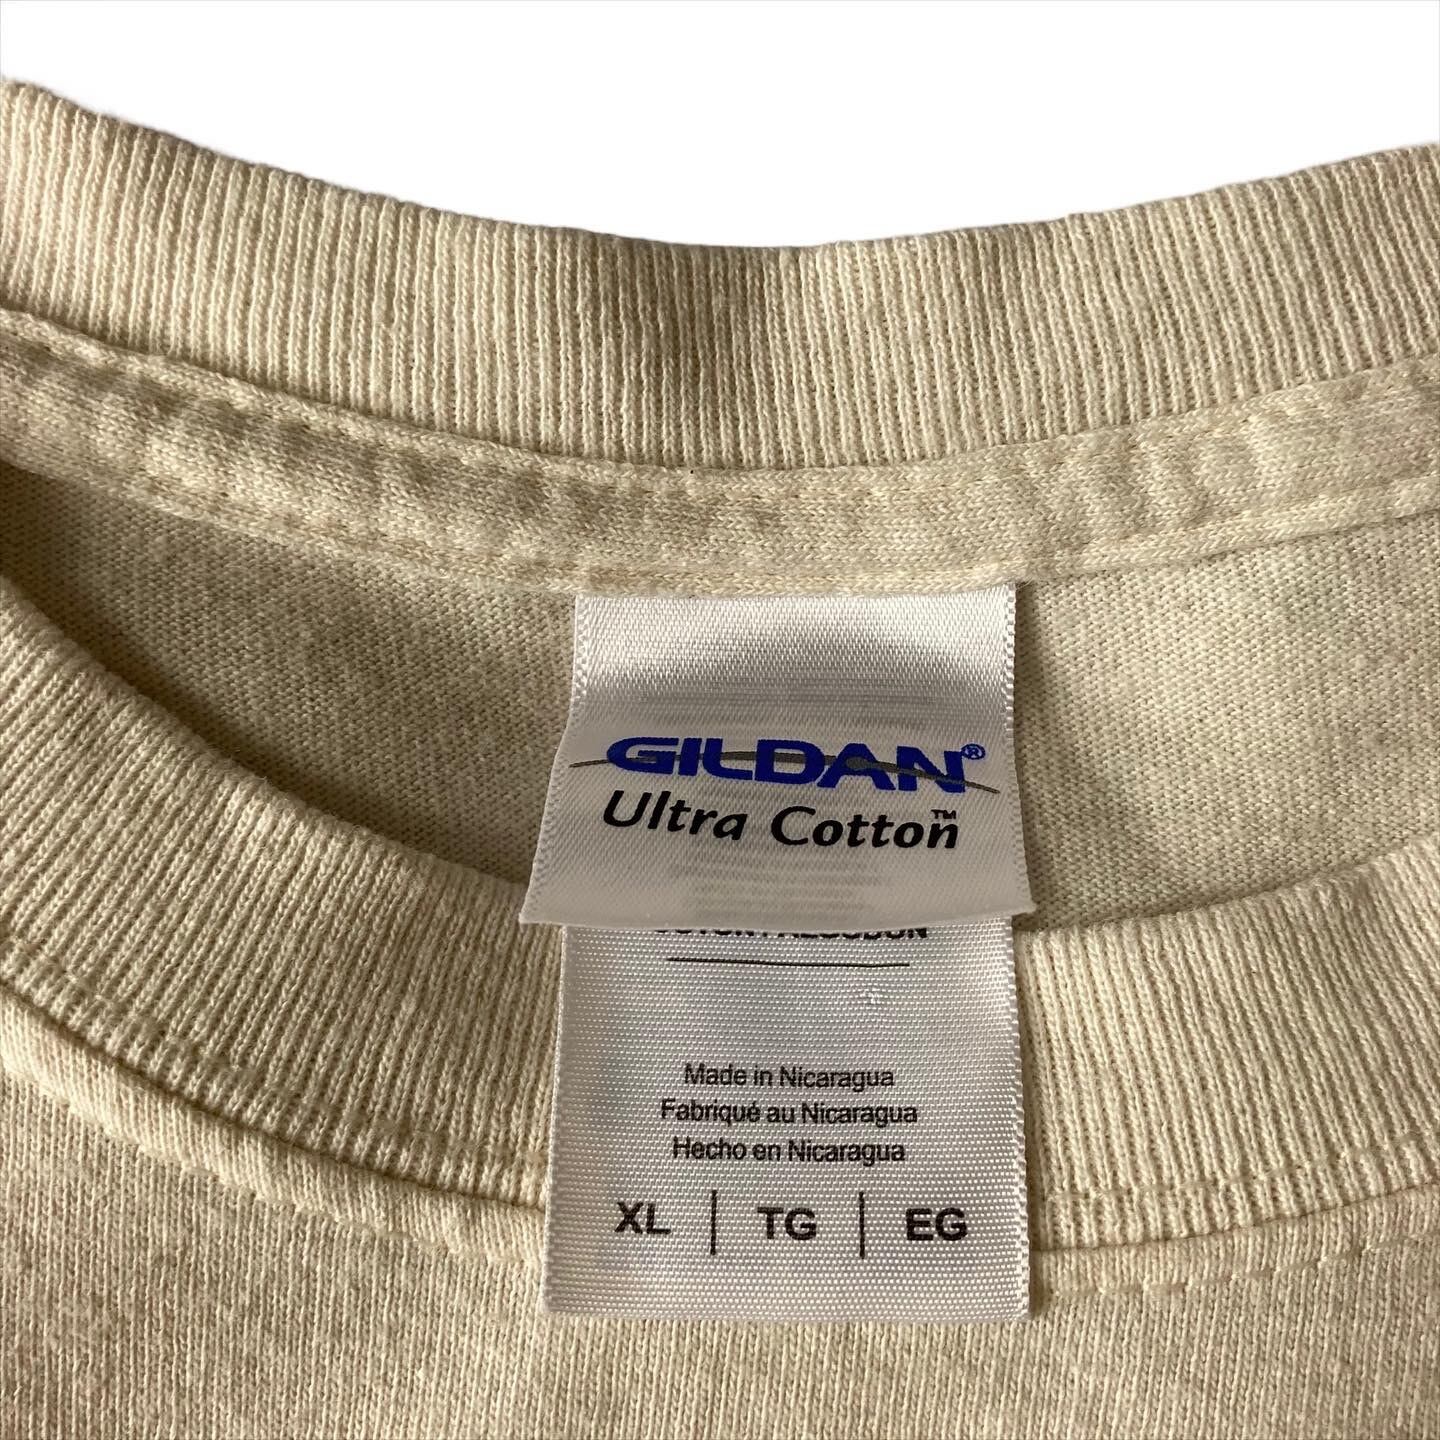 GILDAN®
Ultra Cotton™
Made in Nicaragua
Fabriqué au Nicaragua
Hecho en Nicaragua
XL | TG | EG